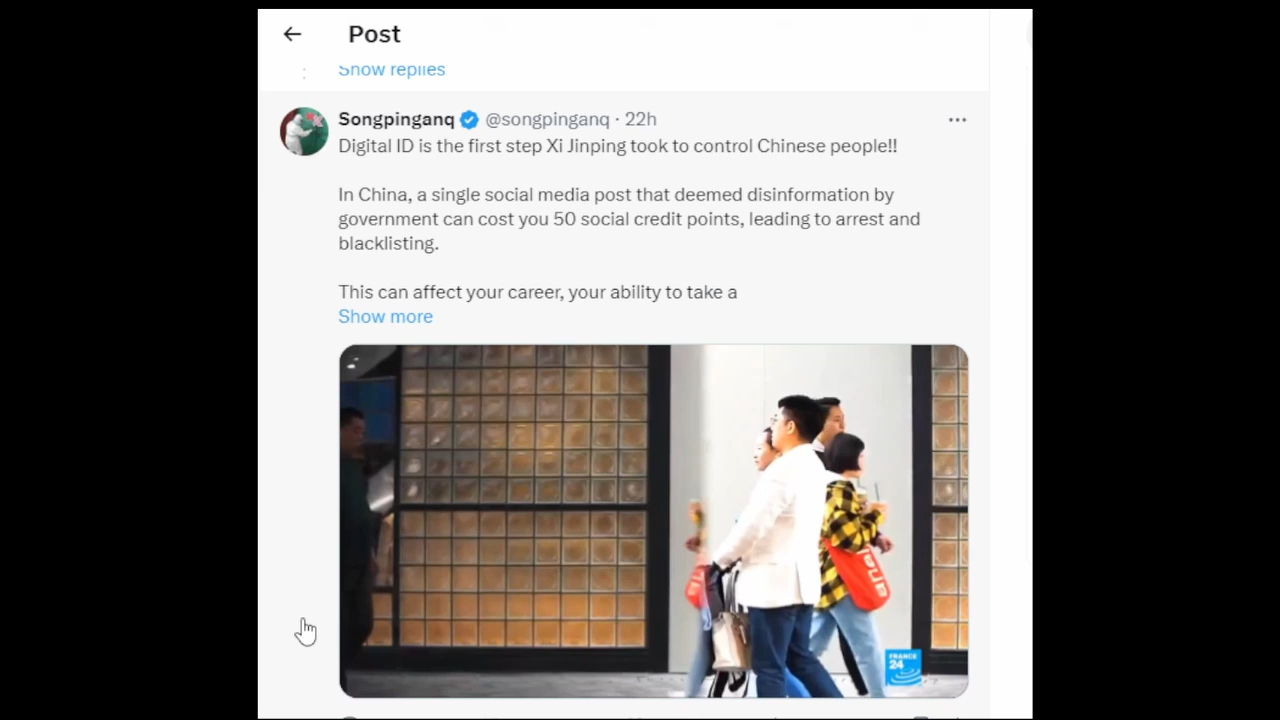 Post
Show replies
Songpinganq @songpinganq · 22h
Digital ID is the first step Xi Jinping took to control Chinese people!!
In China, a single social media post that deemed disinformation by
government can cost you 50 social credit points, leading to arrest and
blacklisting.
This can affect your career, your ability to take a
Show more
FRANCE
24